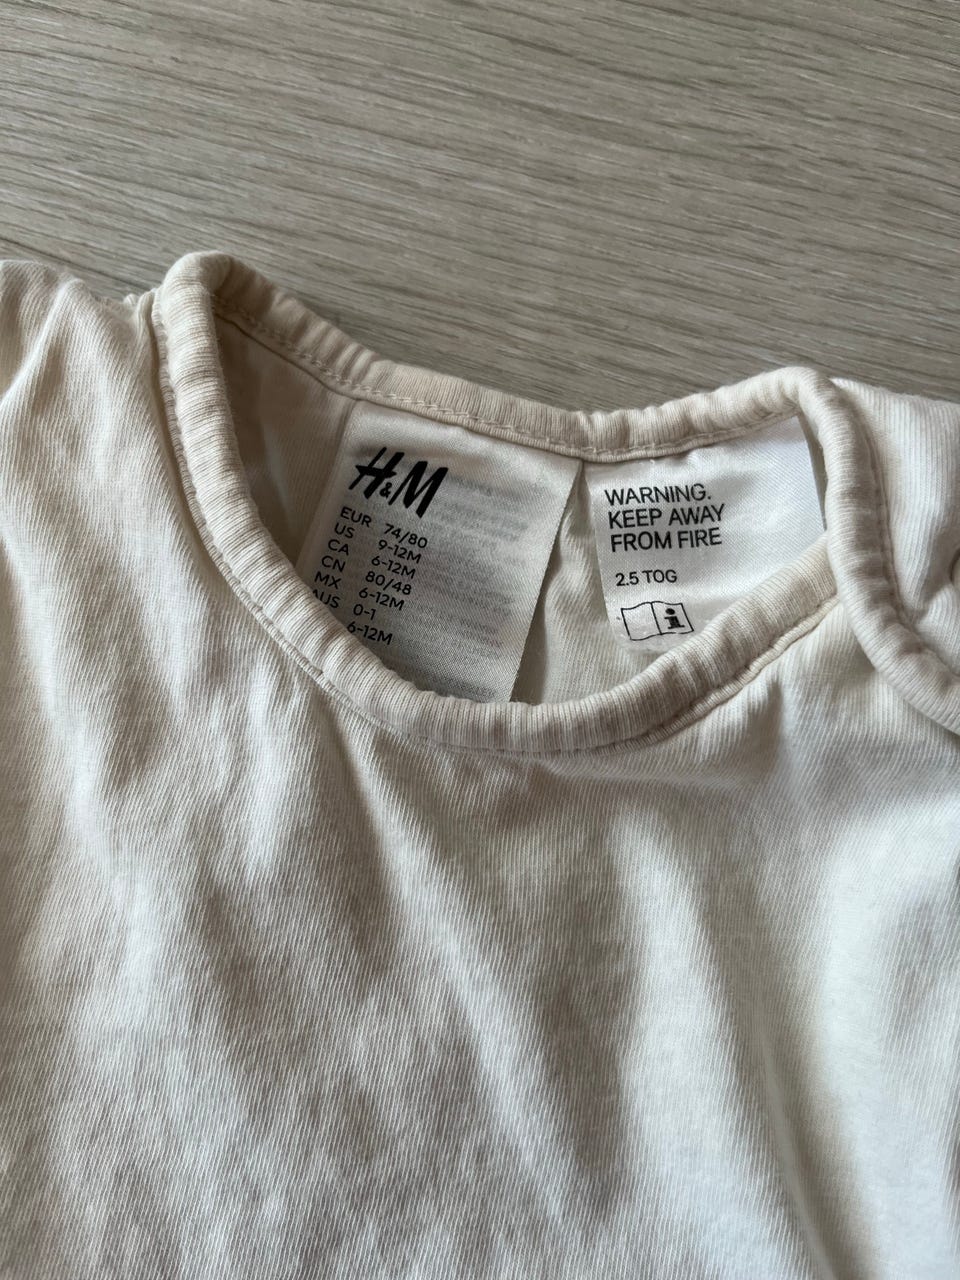 H&M
EUR 74/80
US 9-12M
CA 6-12M
CN 80/48
MX 6-12M
AUS 0-1
6-12M
WARNING.
KEEP AWAY
FROM FIRE
2.5 TOG
i